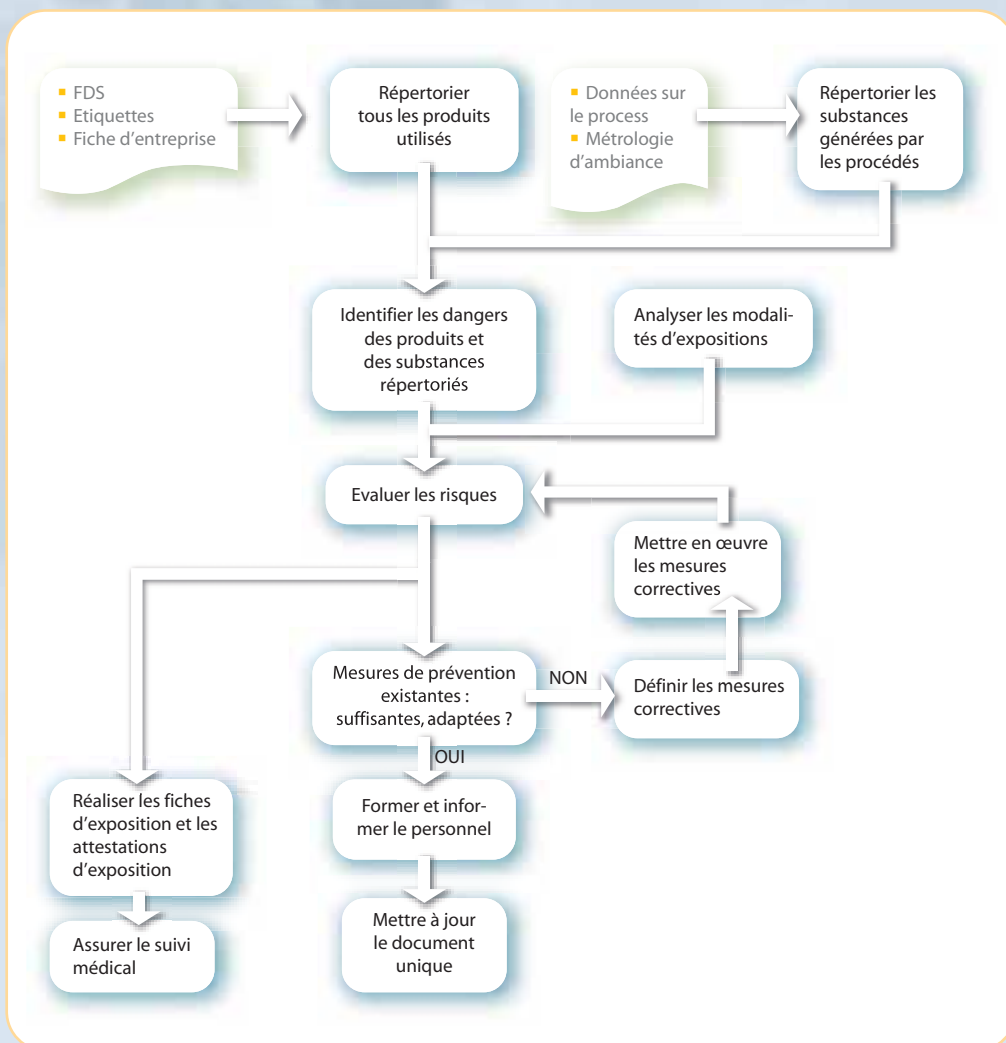 FDS
Etiquettes
Fiche d'entreprise
Répertorier
tous les produits
utilisés
Données sur
le process
Métrologie
d'ambiance
Répertorier les
substances
générées par
les procédés
Identifier les dangers
des produits et
des substances
répertoriés
Analyser les modali-
tés d'expositions
Evaluer les risques
Mettre en œuvre
les mesures
correctives
Mesures de prévention
existantes :
suffisantes, adaptées ?
NON
Définir les mesures
correctives
OUI
Réaliser les fiches
d'exposition et les
attestations
d'exposition
Former et infor-
mer le personnel
Assurer le suivi
médical
Mettre à jour
le document
unique